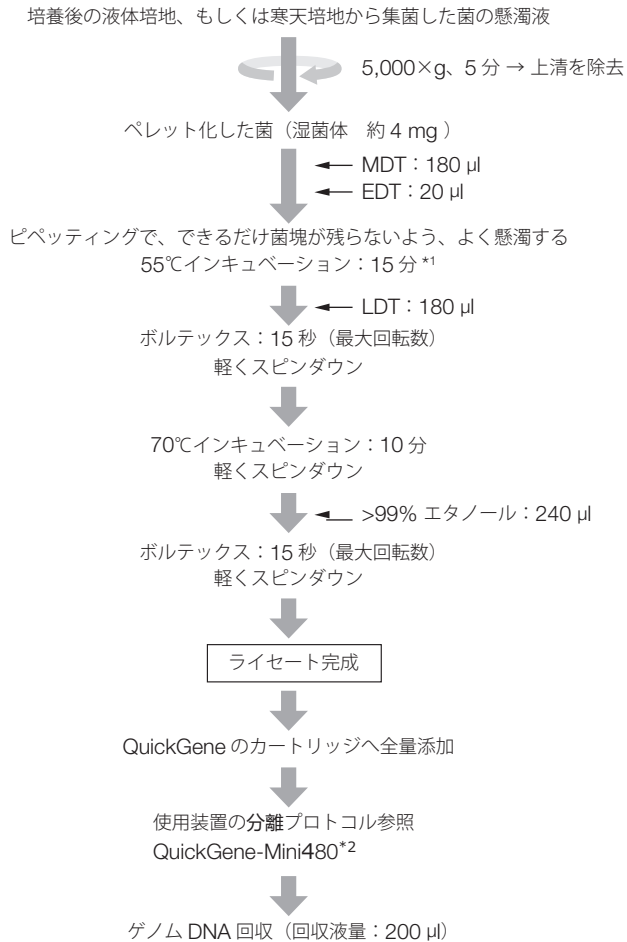 培養後の液体培地、もしくは寒天培地から集菌した菌の懸濁液
5,000×g、5 分 → 上清を除去
ペレット化した菌（湿菌体　約 4 mg ）
MDT：180 µl
EDT：20 µl
ピペッティングで、できるだけ菌塊が残らないよう、よく懸濁する
55℃インキュベーション：15 分 *1
LDT：180 µl
ボルテックス：15 秒（最大回転数）
軽くスピンダウン
70℃インキュベーション：10 分
軽くスピンダウン
>99% エタノール：240 µl
ボルテックス：15 秒（最大回転数）
軽くスピンダウン
ライセート完成
QuickGene のカートリッジへ全量添加
使用装置の分離プロトコル参照
QuickGene-Mini480*2
ゲノム DNA 回収（回収液量：200 µl）